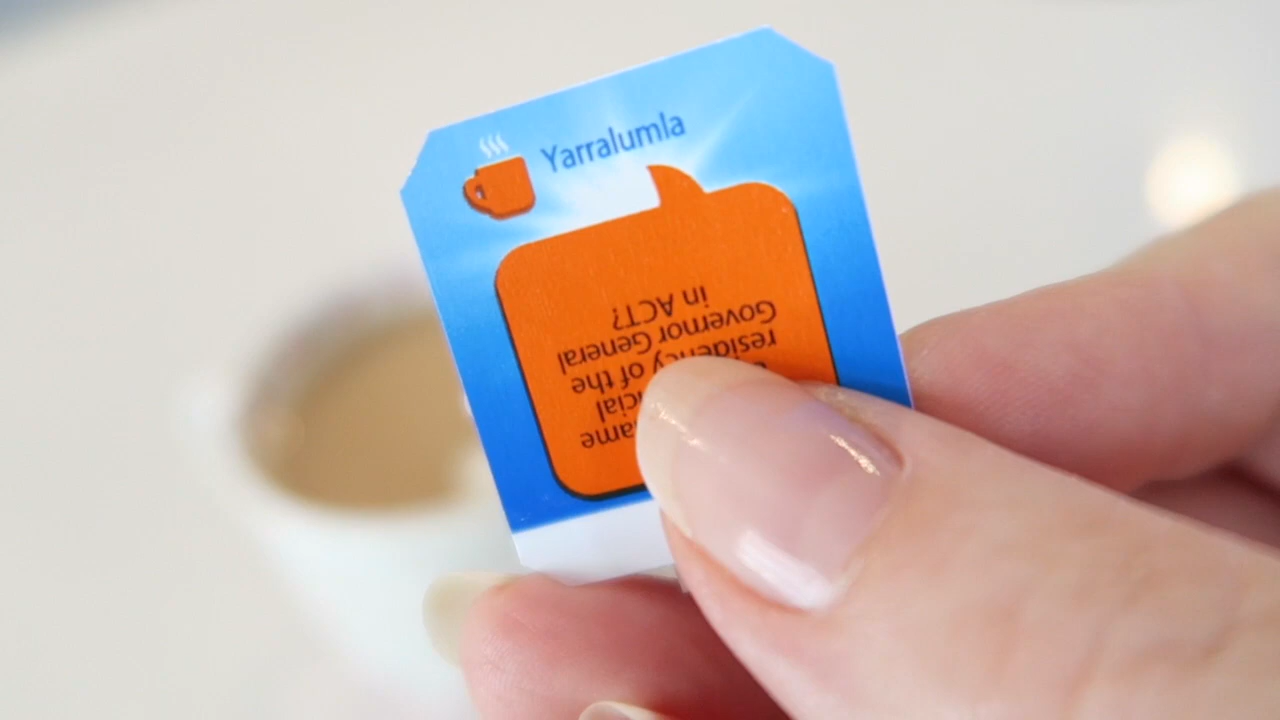 Yarralumla
residency of the
Governor General
in ACT?